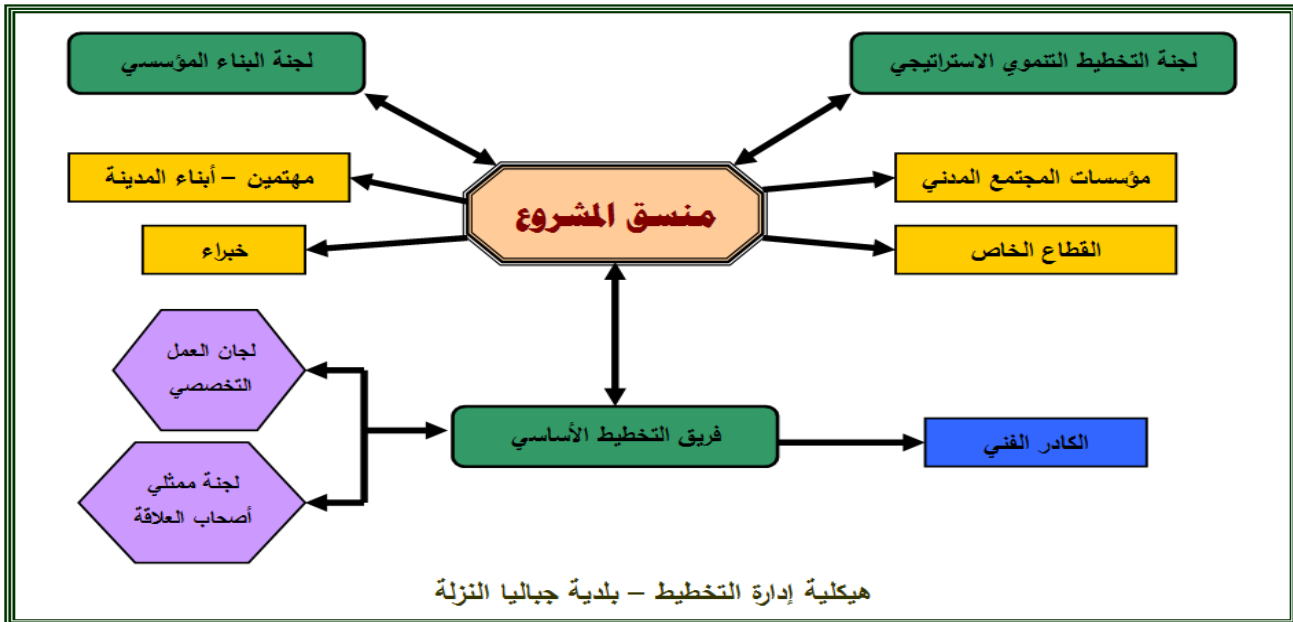 لجنة التخطيط التنموي الاستراتيجي
لجنة البناء المؤسسي
مؤسسات المجتمع المدني
مهتمين – أبناء المدينة
منسق المشروع
القطاع الخاص
خبراء
لجان العمل
التخصصي
فريق التخطيط الأساسي
الكادر الفني
لجنة ممثلي
أصحاب العلاقة
هيكلية إدارة التخطيط – بلدية جباليا النزلة